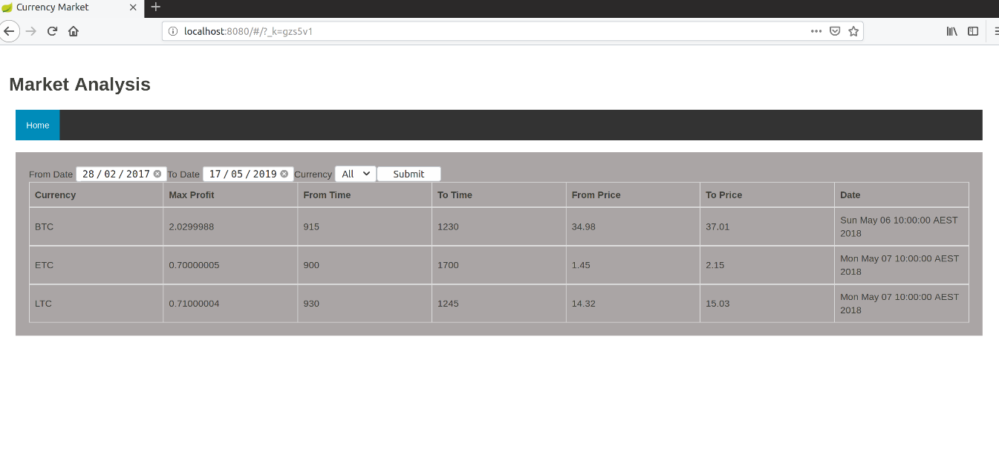 Currency Market
localhost:8080/#/?_k=gzs5v1
Market Analysis
Home
From Date 28/02/2017 To Date 17/05/2019 Currency All Submit
Currency Max Profit From Time To Time From Price To Price Date
BTC 2.0299988 915 1230 34.98 37.01 Sun May 06 10:00:00 AEST
2018
ETC 0.70000005 900 1700 1.45 2.15 Mon May 07 10:00:00 AEST
2018
LTC 0.71000004 930 1245 14.32 15.03 Mon May 07 10:00:00 AEST
2018